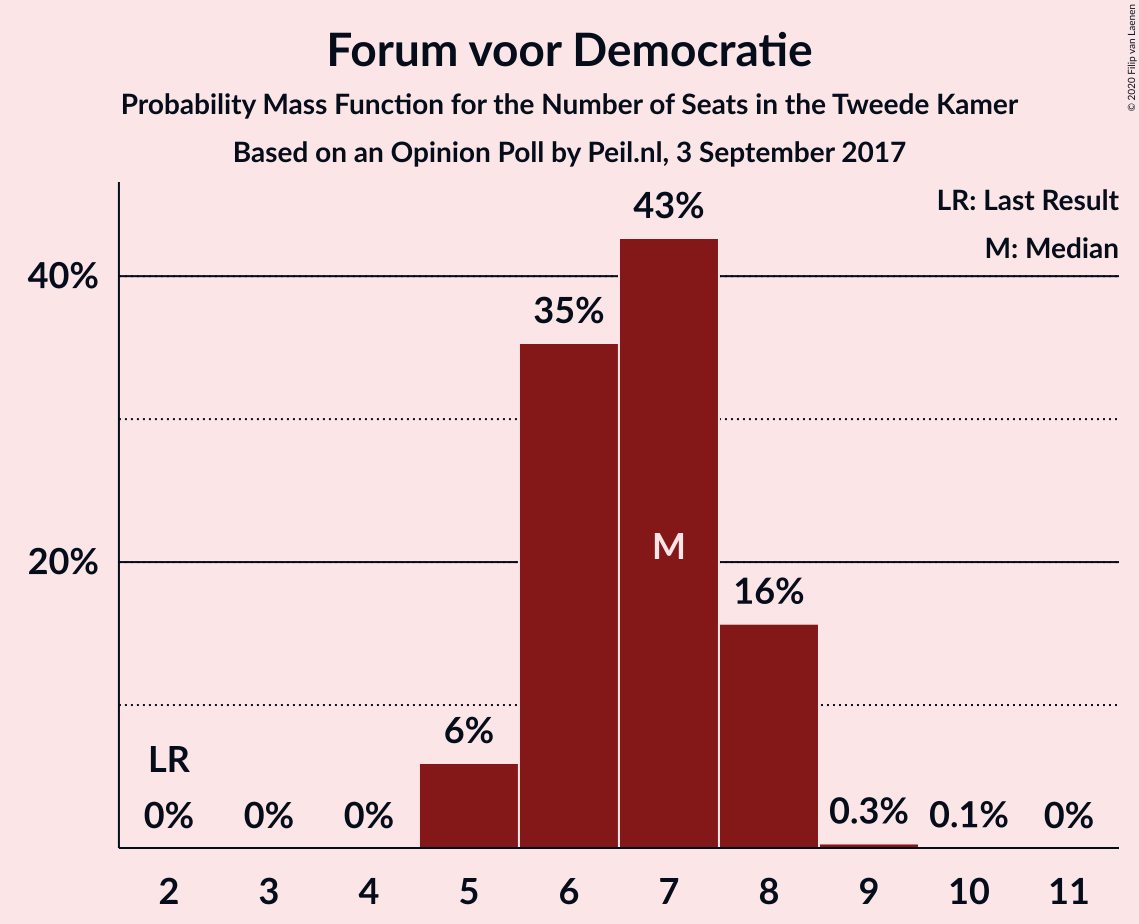 Forum voor Democratie
Probability Mass Function for the Number of Seats in the Tweede Kamer
Based on an Opinion Poll by Peil.nl, 3 September 2017
© 2020 Filip van Laenen
LR: Last Result
M: Median
43%
40%
35%
M
20%
16%
6%
LR
0% 0% 0% 0.3% 0.1% 0%
2 3 4 5 6 7 8 9 10 11